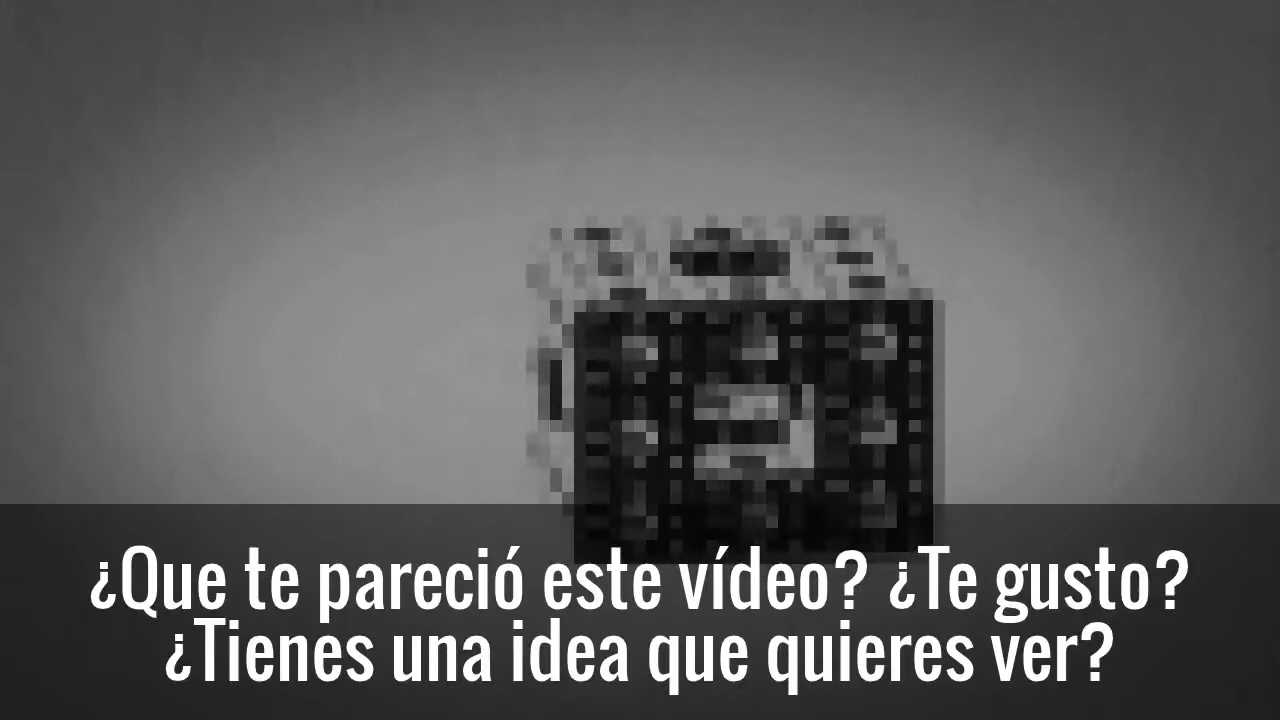 ¿Que te pareció este vídeo? ¿Te gusto?
¿Tienes una idea que quieres ver?